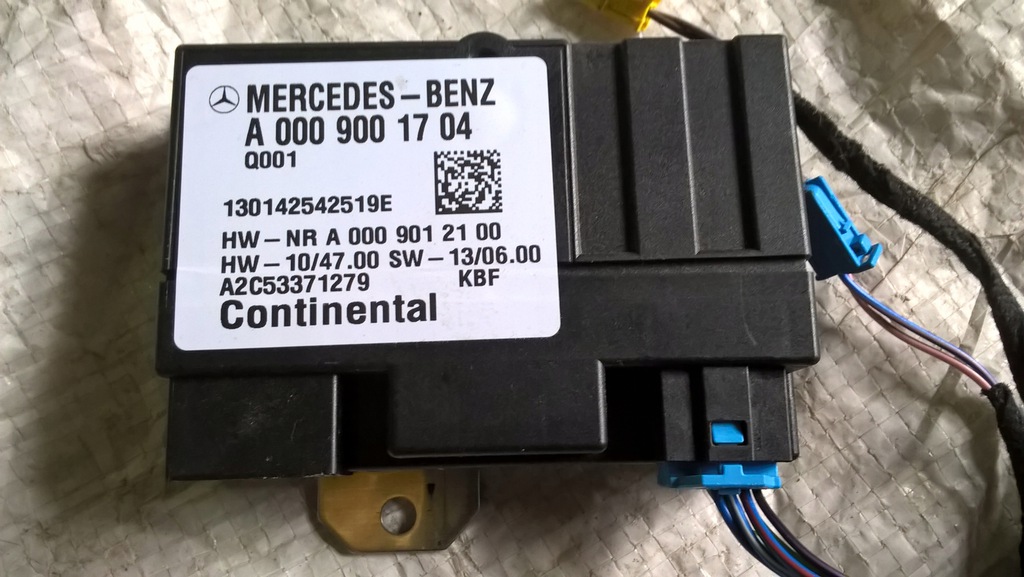 MERCEDES-BENZ
A 000 900 17 04
Q001
130142542519E
HW-NR A 000 901 21 00
HW-10/47.00 SW-13/06.00
A2C53371279 KBF
Continental